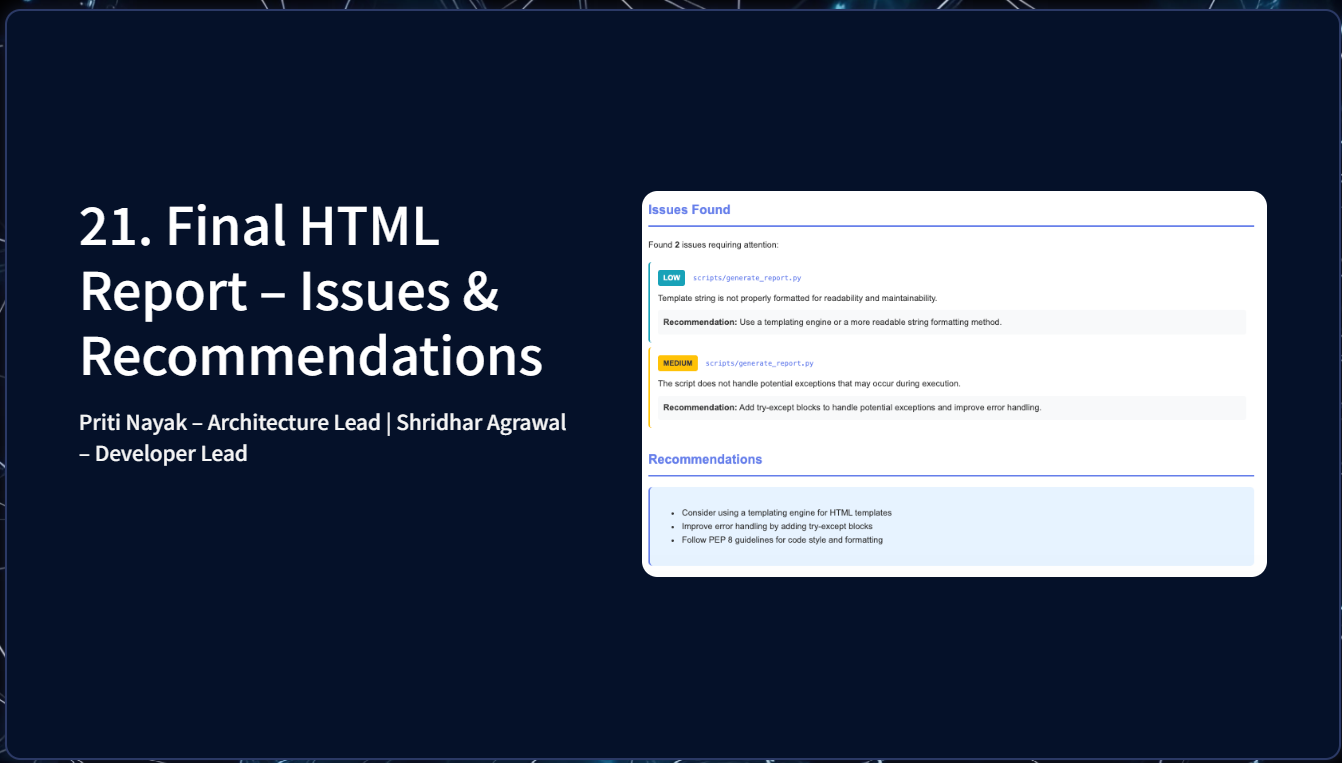 21. Final HTML
Report – Issues &
Recommendations
Priti Nayak – Architecture Lead | Shridhar Agrawal
– Developer Lead
Issues Found
Found 2 issues requiring attention:
LOW scripts/generate_report.py
Template string is not properly formatted for readability and maintainability.
Recommendation: Use a templating engine or a more readable string formatting method.
MEDIUM scripts/generate_report.py
The script does not handle potential exceptions that may occur during execution.
Recommendation: Add try-except blocks to handle potential exceptions and improve error handling.
Recommendations
• Consider using a templating engine for HTML templates
• Improve error handling by adding try-except blocks
• Follow PEP 8 guidelines for code style and formatting